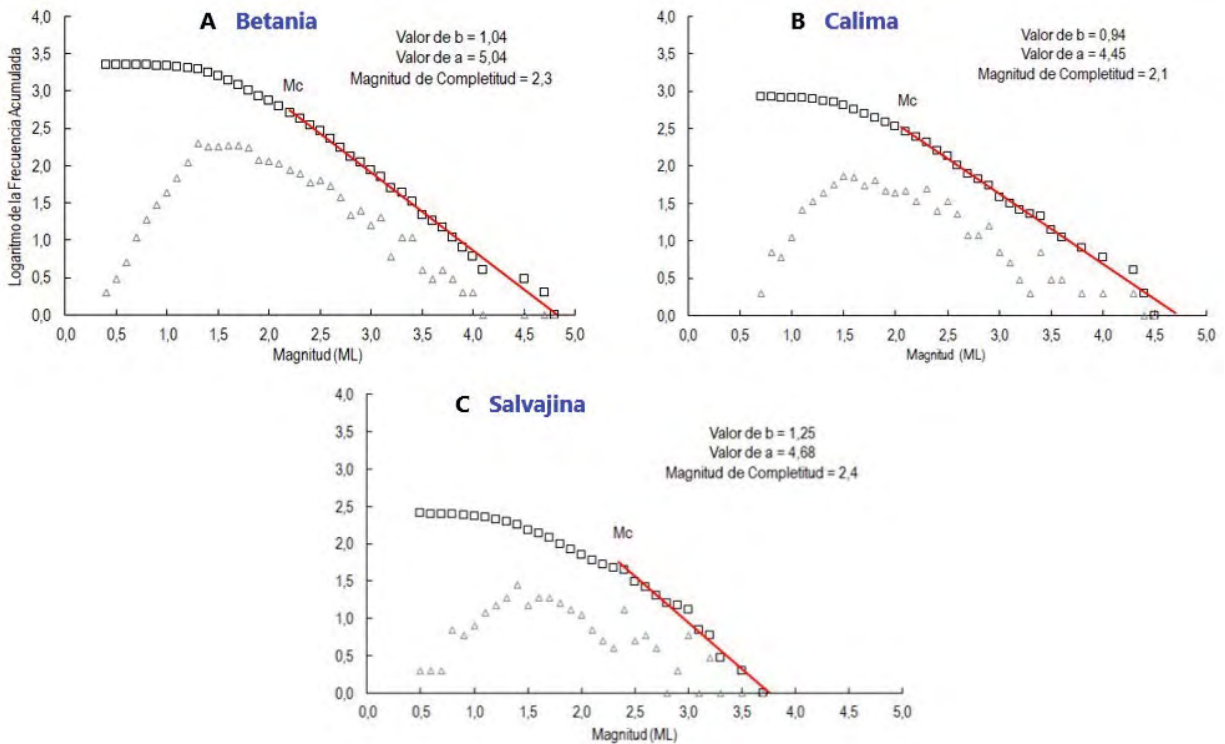 A Betania
Valor de b = 1,04
Valor de a = 5,04
Magnitud de Completitud = 2,3
Mc
Logaritmo de la Frecuencia Acumulada
4,0
3,5
3,0
2,5
2,0
1,5
1,0
0,5
0,0
0,0 0,5 1,0 1,5 2,0 2,5 3,0 3,5 4,0 4,5 5,0
Magnitud (ML)
B Calima
Valor de b = 0,94
Valor de a = 4,45
Magnitud de Completitud = 2,1
Mc
4,0
3,5
3,0
2,5
2,0
1,5
1,0
0,5
0,0
0,0 0,5 1,0 1,5 2,0 2,5 3,0 3,5 4,0 4,5 5,0
Magnitud (ML)
C Salvajina
Valor de b = 1,25
Valor de a = 4,68
Magnitud de Completitud = 2,4
Mc
4,0
3,5
3,0
2,5
2,0
1,5
1,0
0,5
0,0
0,0 0,5 1,0 1,5 2,0 2,5 3,0 3,5 4,0 4,5 5,0
Magnitud (ML)